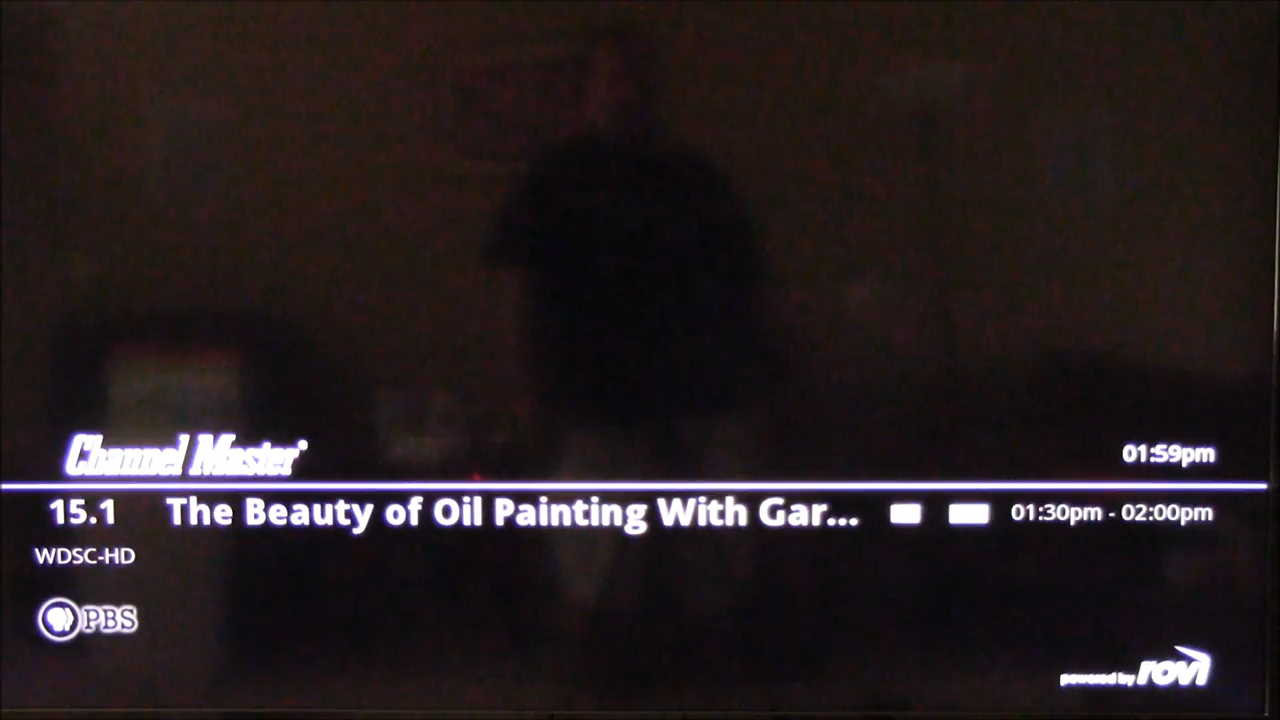 Channel Master®
01:59pm
15.1 The Beauty of Oil Painting With Gar... 01:30pm - 02:00pm
WDSC-HD
PBS
powered by rovi